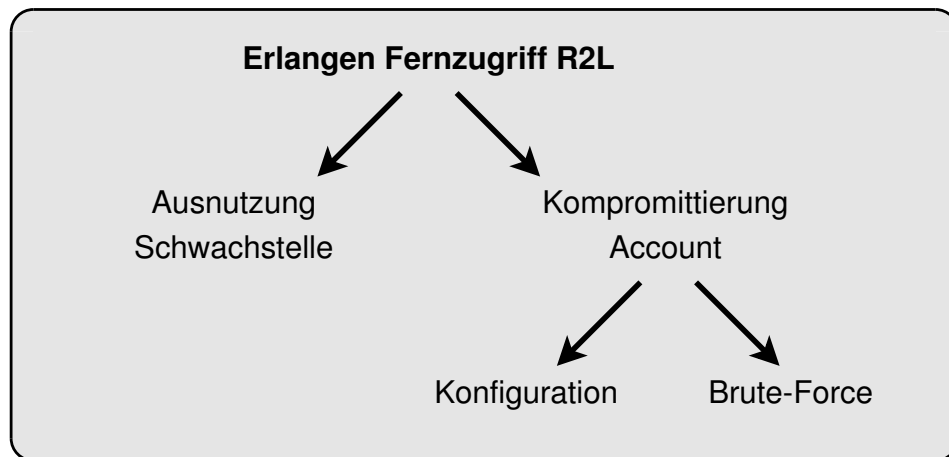 Erlangen Fernzugriff R2L
Ausnutzung
Schwachstelle
Kompromittierung
Account
Konfiguration
Brute-Force